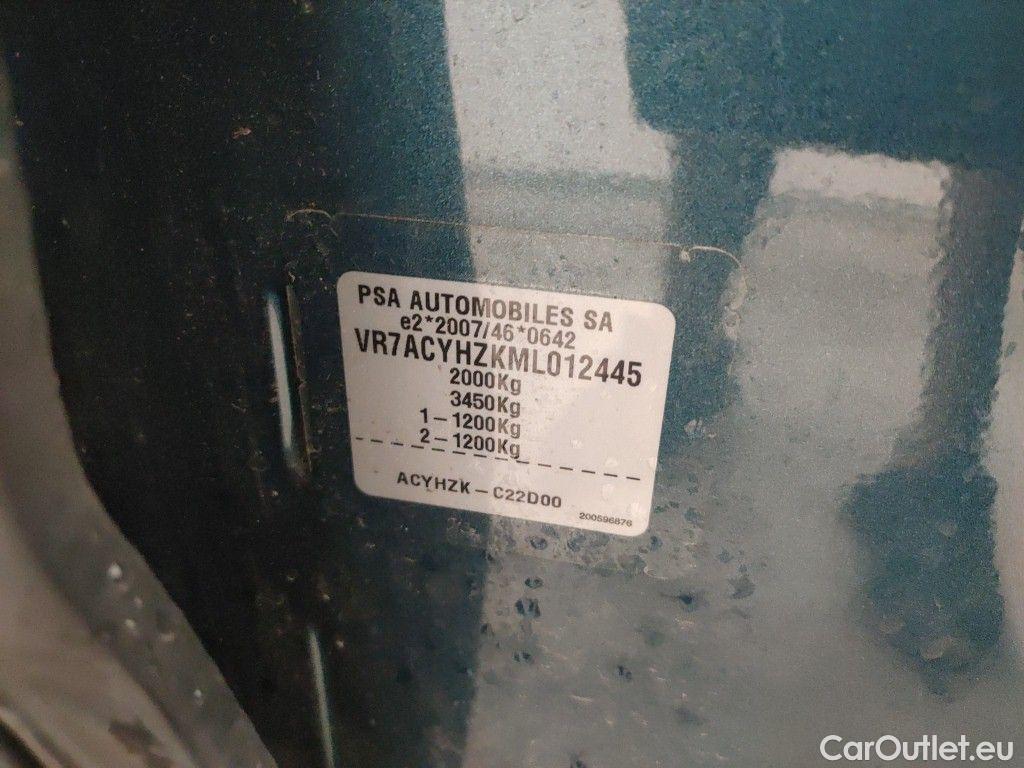 PSA AUTOMOBILES SA
e2*2007/46*0642
VR7ACYHZKML012445
2000Kg
3450Kg
1-1200Kg
2-1200Kg
ACYHZK-C22D00
200596876
CarOutlet.eu